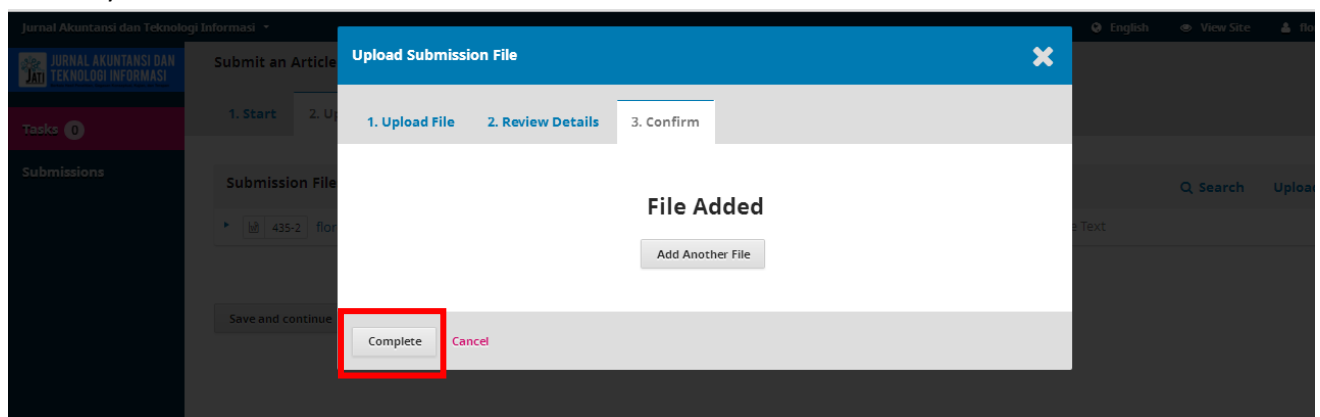 Jurnal Akuntansi dan Teknologi Informasi
English
View Site
JURNAL AKUNTANSI DAN
TEKNOLOGI INFORMASI
JATI
Submit an Article
Upload Submission File
Tasks 0
1. Start
1. Upload File
2. Review Details
3. Confirm
Submissions
Submission File
Search
File Added
435-2
Text
Add Another File
Save and continue
Complete
Cancel